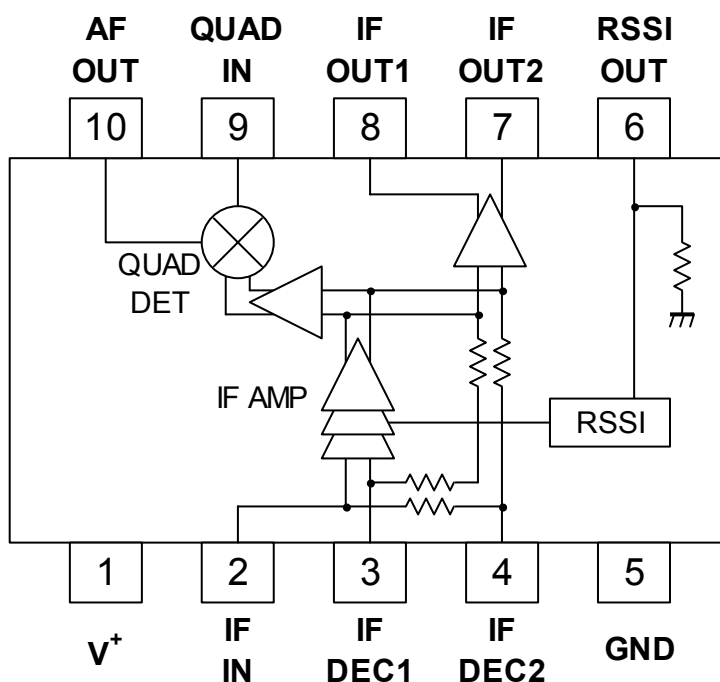 AF OUT
QUAD IN
IF OUT1
IF OUT2
RSSI OUT
10
9
8
7
6
QUAD DET
IF AMP
RSSI
1
2
3
4
5
V+
IF IN
IF DEC1
IF DEC2
GND